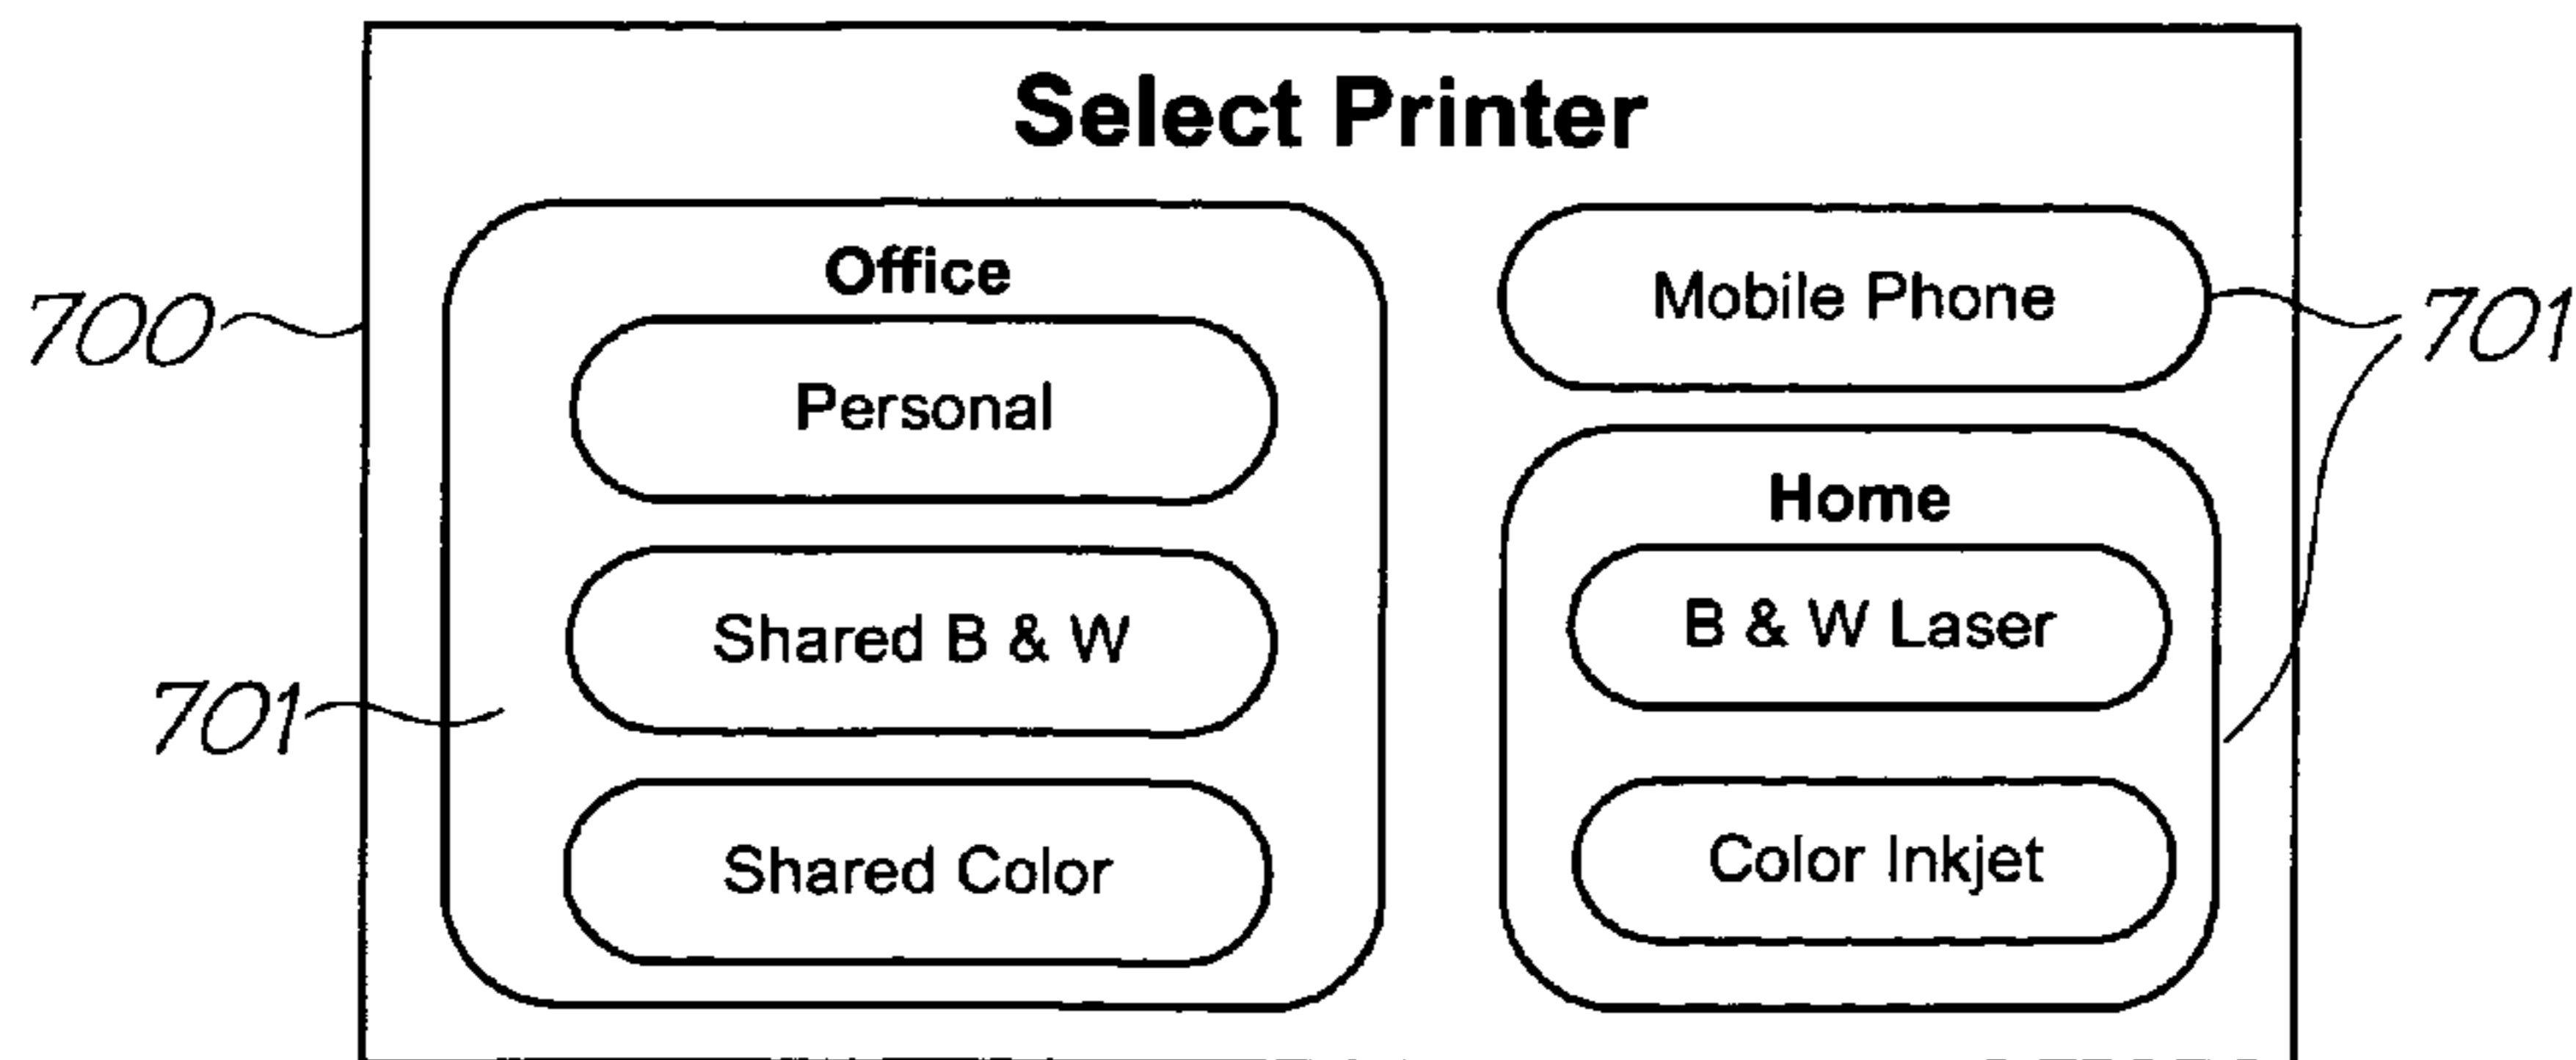 Select Printer
Office
Personal
Shared B & W
Shared Color
Mobile Phone
Home
B & W Laser
Color Inkjet
700
701
701